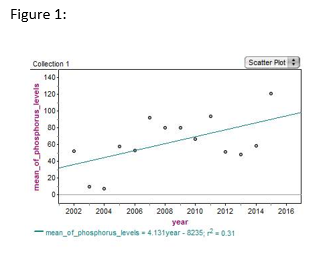 Figure 1:
Collection 1
Scatter Plot
mean_of_phosphorus_levels
140
120
100
80
60
40
20
0
2002 2004 2006 2008 2010 2012 2014 2016
year
mean_of_phosphorus_levels = 4.131year - 8235; r² = 0.31